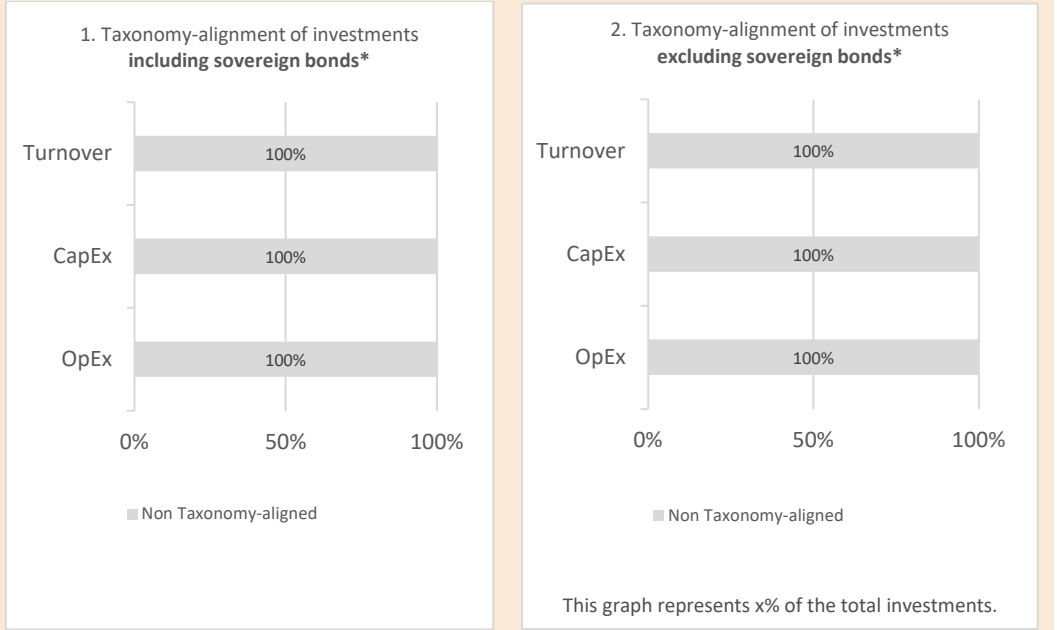 1. Taxonomy-alignment of investments
including sovereign bonds*
Turnover
100%
CapEx
100%
OpEx
100%
0%
50%
100%
Non Taxonomy-aligned
2. Taxonomy-alignment of investments
excluding sovereign bonds*
Turnover
100%
CapEx
100%
OpEx
100%
0%
50%
100%
Non Taxonomy-aligned
This graph represents x% of the total investments.